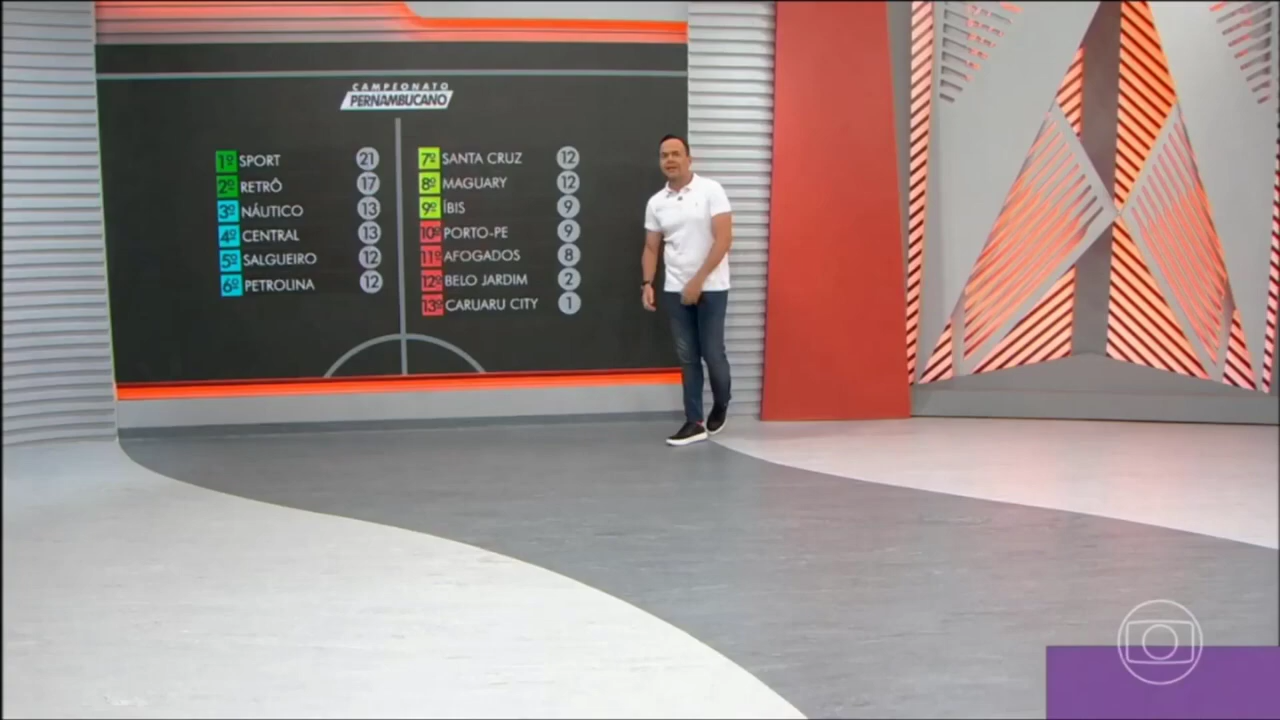 CAMPEONATO
PERNAMBUCANO
1º SPORT 21
2º RETRÔ 17
3º NÁUTICO 13
4º CENTRAL 13
5º SALGUEIRO 12
6º PETROLINA 12
7º SANTA CRUZ 12
8º MAGUARY 12
9º ÍBIS 9
10º PORTO-PE 9
11º AFOGADOS 8
12º BELO JARDIM 2
13º CARUARU CITY 1